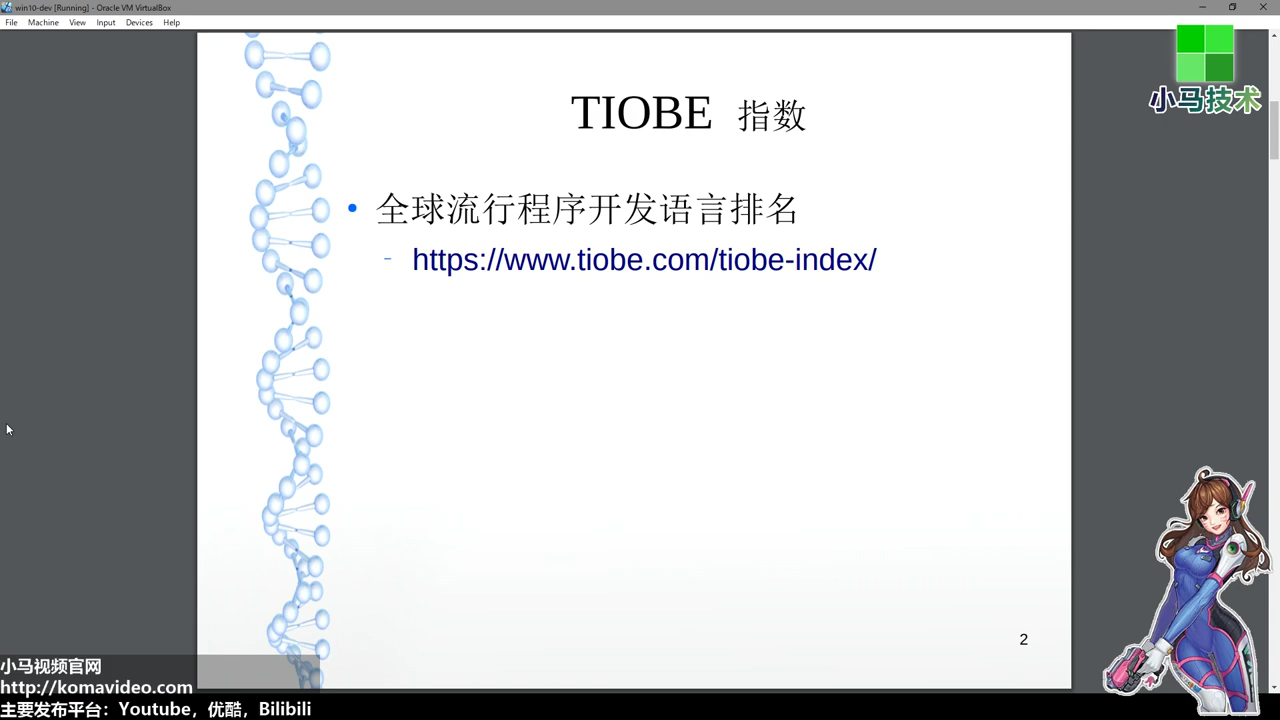 win10-dev [Running] - Oracle VM VirtualBox
File Machine View Input Devices Help
小马技术
TIOBE 指数
• 全球流行程序开发语言排名
– https://www.tiobe.com/tiobe-index/
2
小马视频官网
http://komavideo.com
主要发布平台：Youtube，优酷，Bilibili